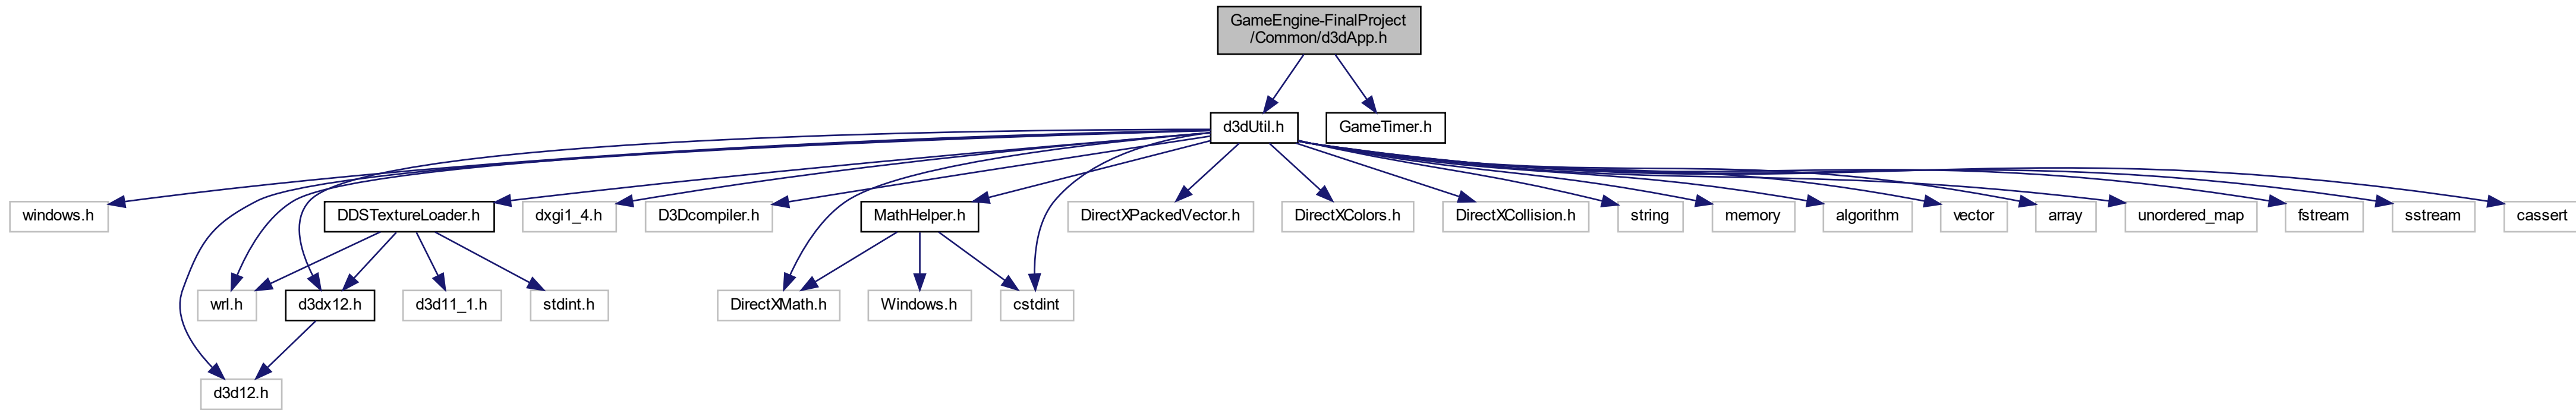 GameEngine-FinalProject
/Common/d3dApp.h
d3dUtil.h
GameTimer.h
windows.h
DDSTextureLoader.h
dxgi1_4.h
D3Dcompiler.h
MathHelper.h
DirectXPackedVector.h
DirectXColors.h
DirectXCollision.h
string
memory
algorithm
vector
array
unordered_map
fstream
sstream
cassert
wrl.h
d3dx12.h
d3d11_1.h
stdint.h
DirectXMath.h
Windows.h
cstdint
d3d12.h